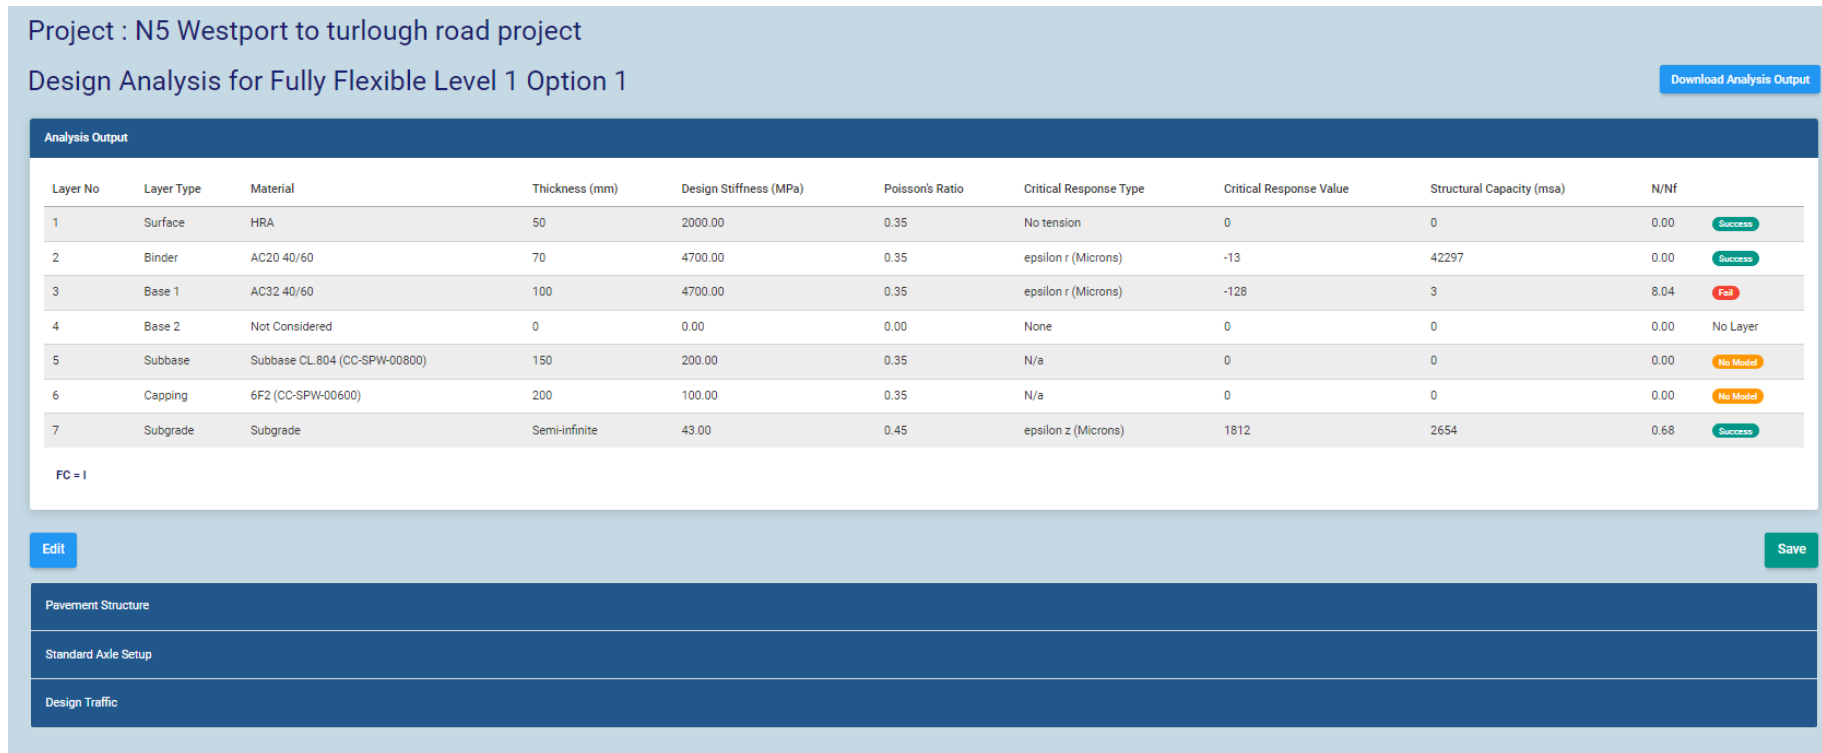 Project : N5 Westport to turlough road project
Design Analysis for Fully Flexible Level 1 Option 1
Download Analysis Output
Analysis Output
Layer No Layer Type Material Thickness (mm) Design Stiffness (MPa) Poisson's Ratio Critical Response Type Critical Response Value Structural Capacity (msa) N/Nf
1 Surface HRA 50 2000.00 0.35 No tension 0 0 0.00 Success
2 Binder AC20 40/60 70 4700.00 0.35 epsilon r (Microns) -13 42297 0.00 Success
3 Base 1 AC32 40/60 100 4700.00 0.35 epsilon r (Microns) -128 3 8.04 Fail
4 Base 2 Not Considered 0 0.00 0.00 None 0 0 0.00 No Layer
5 Subbase Subbase CL.804 (CC-SPW-00800) 150 200.00 0.35 N/a 0 0 0.00 No Model
6 Capping 6F2 (CC-SPW-00600) 200 100.00 0.35 N/a 0 0 0.00 No Model
7 Subgrade Subgrade Semi-infinite 43.00 0.45 epsilon z (Microns) 1812 2654 0.68 Success
FC = I
Edit
Save
Pavement Structure
Standard Axle Setup
Design Traffic